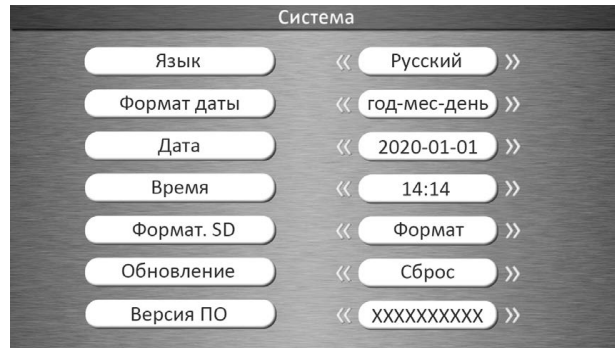 Система
Язык « Русский »
Формат даты « год-мес-день »
Дата « 2020-01-01 »
Время « 14:14 »
Формат. SD « Формат »
Обновление « Сброс »
Версия ПО « XXXXXXXXXX »